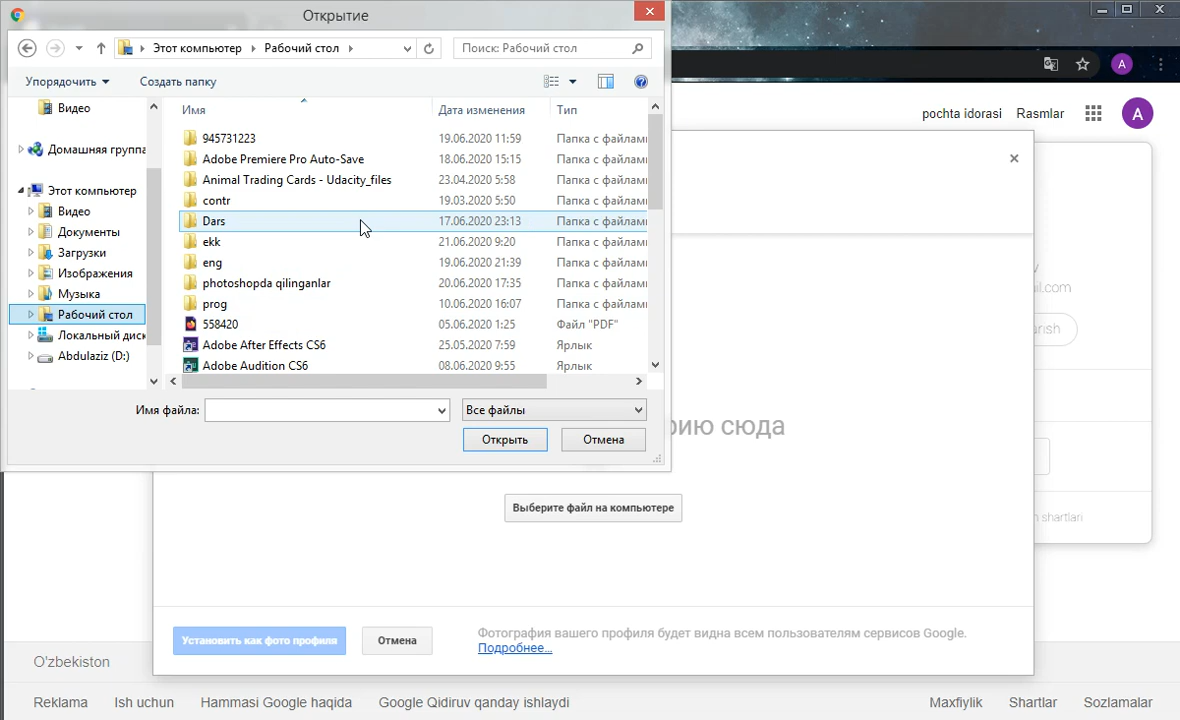 Открытие
Этот компьютер
Рабочий стол
Поиск: Рабочий стол
Упорядочить
Создать папку
Видео
Домашняя группа
Этот компьютер
Видео
Документы
Загрузки
Изображения
Музыка
Рабочий стол
Локальный дис
Abdulaziz (D:)
Имя Дата изменения Тип
945731223 19.06.2020 11:59 Папка с файлами
Adobe Premiere Pro Auto-Save 18.06.2020 15:15 Папка с файлами
Animal Trading Cards - Udacity_files 23.04.2020 5:58 Папка с файлами
contr 19.03.2020 5:50 Папка с файлами
Dars 17.06.2020 23:13 Папка с файлами
ekk 21.06.2020 9:20 Папка с файлами
eng 19.06.2020 21:39 Папка с файлами
photoshopda qilinganlar 20.06.2020 17:35 Папка с файлами
prog 10.06.2020 16:07 Папка с файлами
558420 05.06.2020 1:25 Файл "PDF"
Adobe After Effects CS6 25.05.2020 7:59 Ярлык
Adobe Audition CS6 08.06.2020 9:55 Ярлык
Имя файла:
Все файлы
Открыть
Отмена
A
pochta idorasi Rasmlar A
il.com
urish
рию сюда
Выберите файл на компьютере
shartlari
Установить как фото профиля
Отмена
Фотография вашего профиля будет видна всем пользователям сервисов Google.
Подробнее...
O'zbekiston
Reklama Ish uchun Hammasi Google haqida Google Qidiruv qanday ishlaydi Maxfiylik Shartlar Sozlamalar